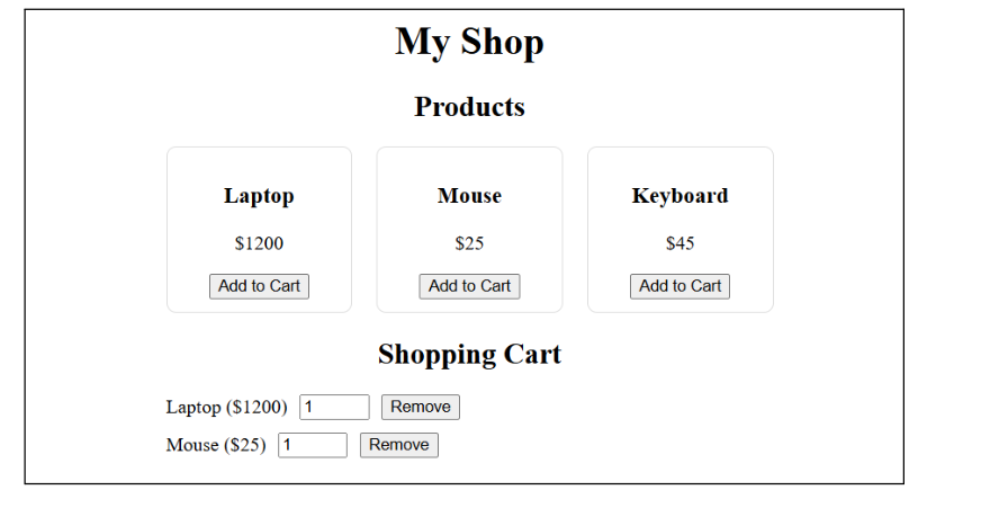 My Shop
Products
Laptop Mouse Keyboard
$1200 $25 $45
Add to Cart Add to Cart Add to Cart
Shopping Cart
Laptop ($1200) 1 Remove
Mouse ($25) 1 Remove